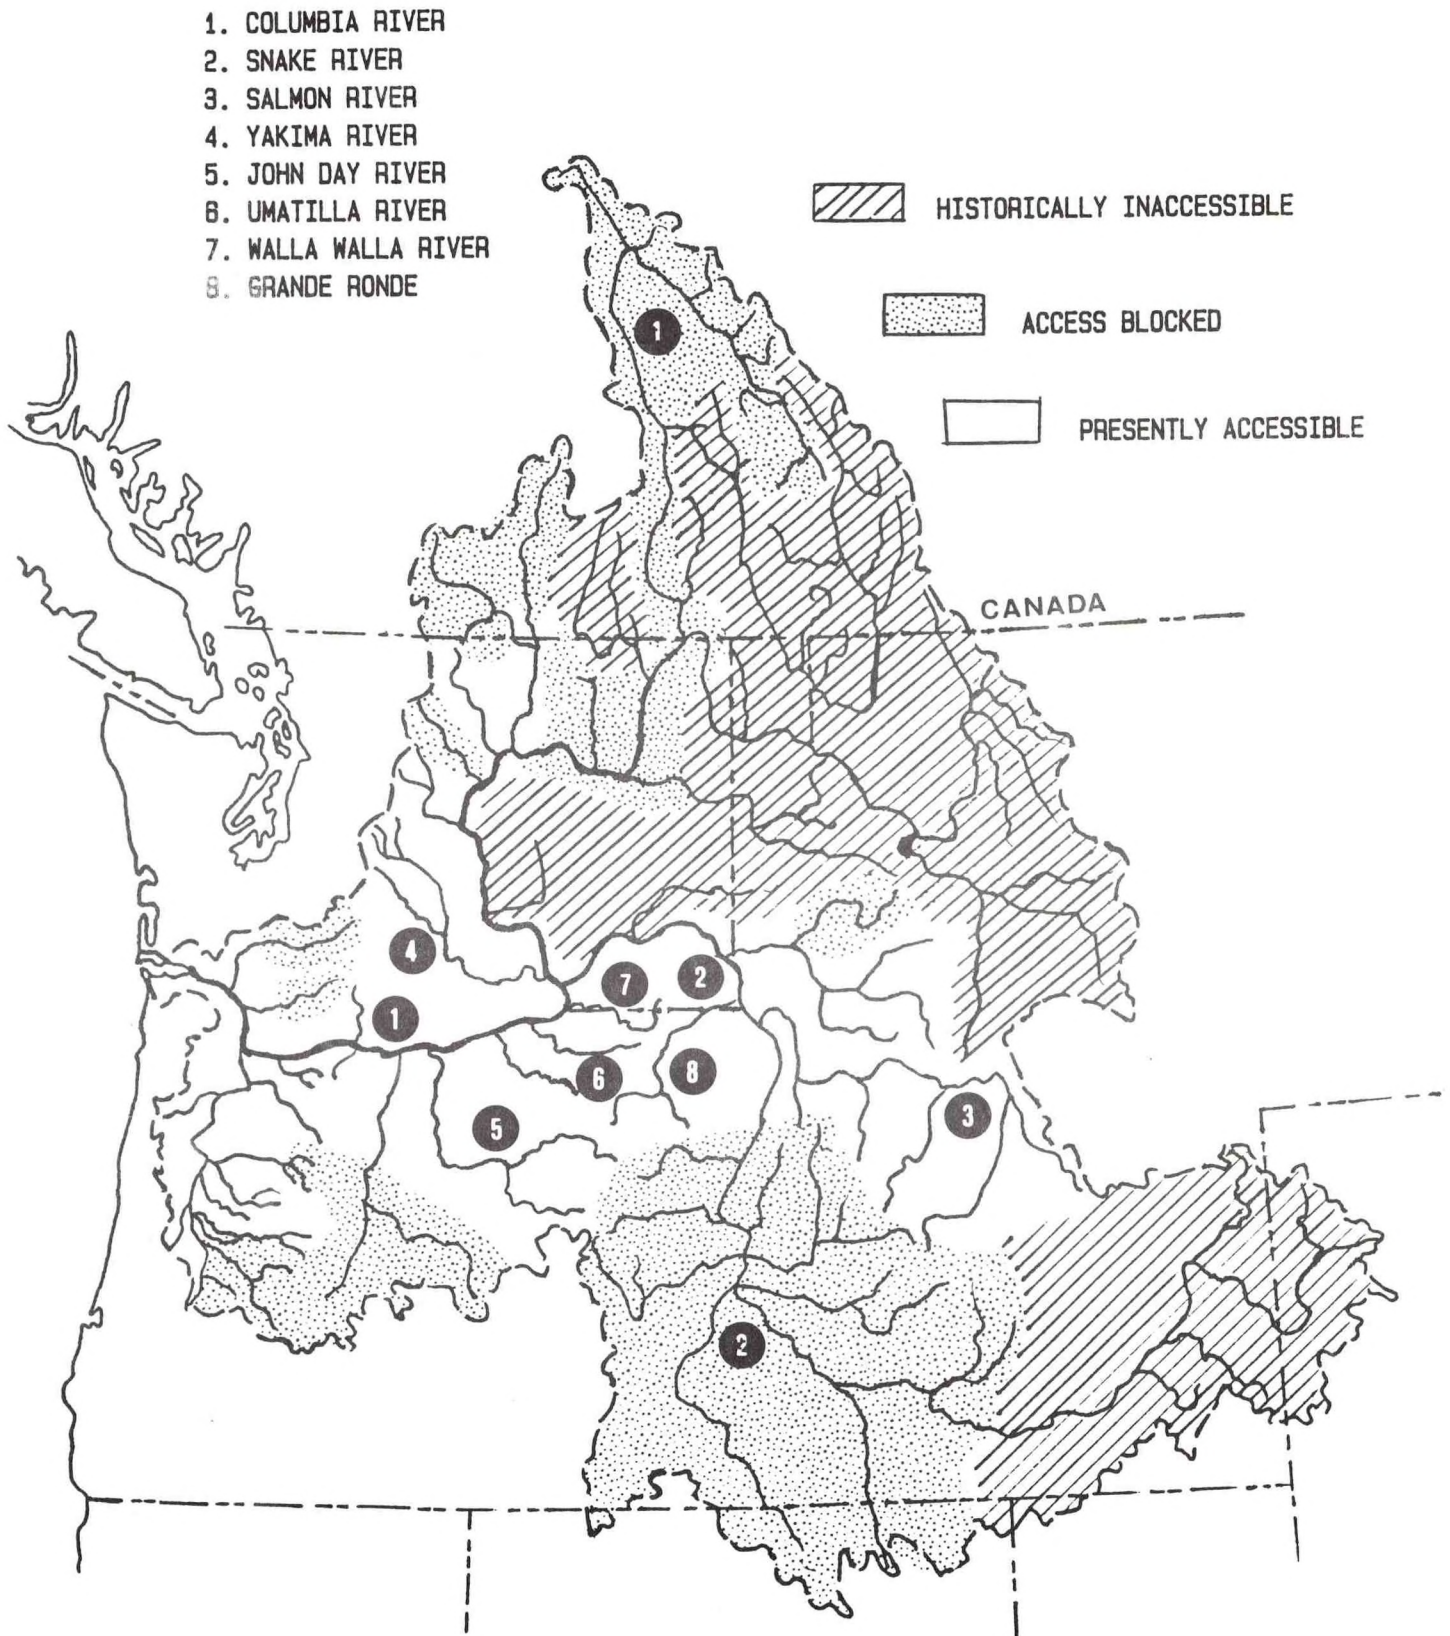 1. COLUMBIA RIVER
2. SNAKE RIVER
3. SALMON RIVER
4. YAKIMA RIVER
5. JOHN DAY RIVER
6. UMATILLA RIVER
7. WALLA WALLA RIVER
8. GRANDE RONDE
HISTORICALLY INACCESSIBLE
ACCESS BLOCKED
PRESENTLY ACCESSIBLE
1
CANADA
4
7
2
1
6
8
3
5
2